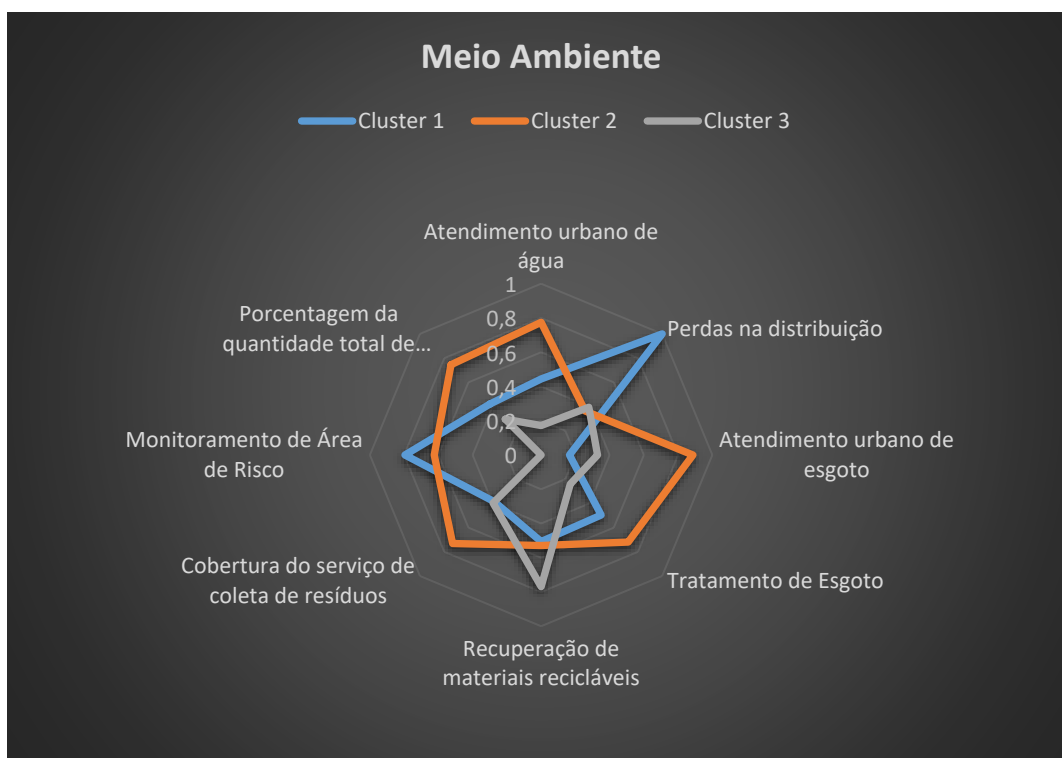 Meio Ambiente
Cluster 1
Cluster 2
Cluster 3
Atendimento urbano de
água
Perdas na distribuição
Atendimento urbano de
esgoto
Tratamento de Esgoto
Recuperação de
materiais recicláveis
Cobertura do serviço de
coleta de resíduos
Monitoramento de Área
de Risco
Porcentagem da
quantidade total de...
1
0,8
0,6
0,4
0,2
0